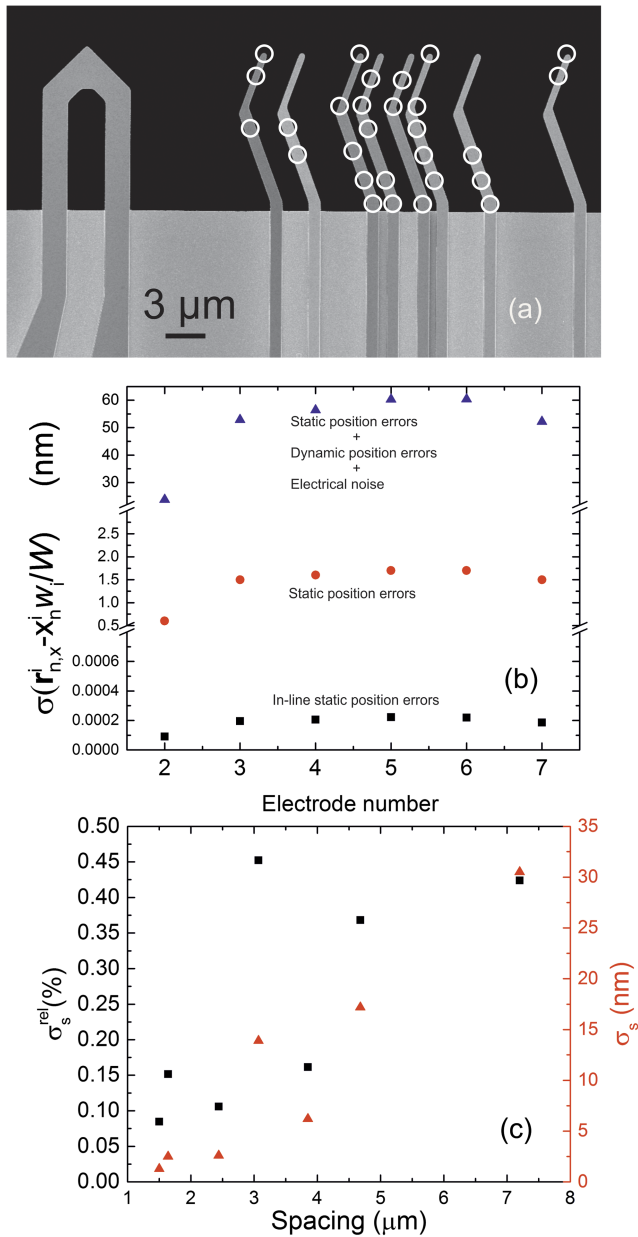 3 μm
(a)
60
50
40
30
2.5
2.0
1.5
1.0
0.5
0.0006
0.0004
0.0002
0.0000
σ(r^i_{n,x}-x^i_n w_i/W) (nm)
Static position errors
+
Dynamic position errors
+
Electrical noise
Static position errors
In-line static position errors
(b)
2 3 4 5 6 7
Electrode number
0.50
0.45
0.40
0.35
0.30
0.25
0.20
0.15
0.10
0.05
0.00
σ_s^{rel}(%)
35
30
25
20
15
10
5
0
σ_s (nm)
(c)
1 2 3 4 5 6 7 8
Spacing (μm)